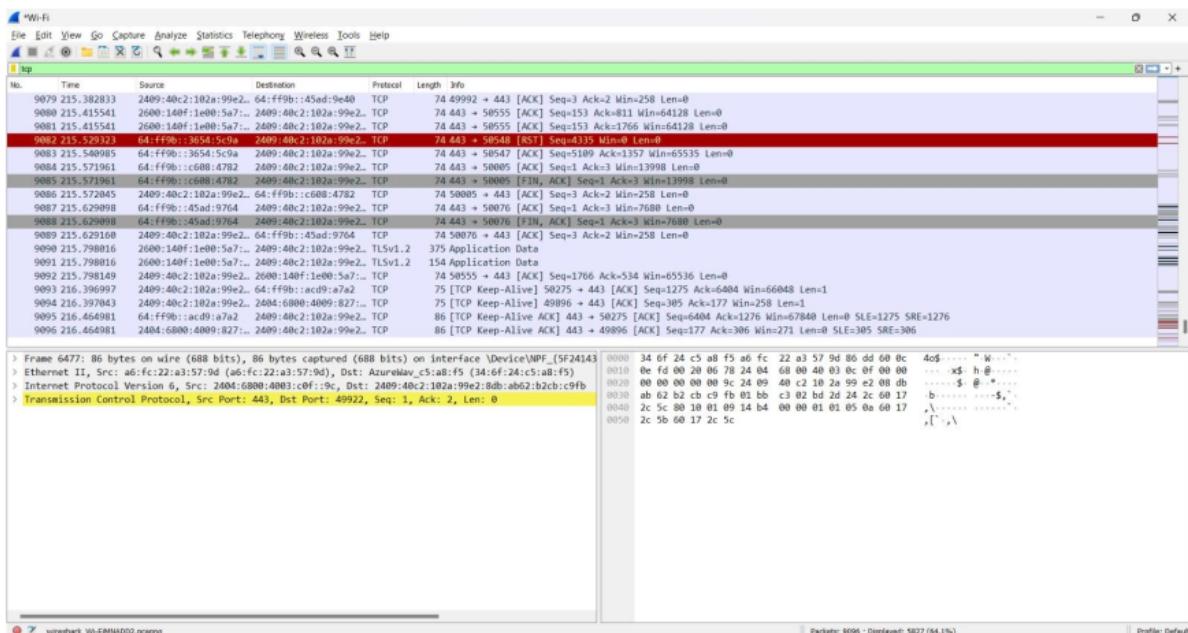 *Wi-Fi
File Edit View Go Capture Analyze Statistics Telephony Wireless Tools Help
tcp
No. Time Source Destination Protocol Length Info
9079 215.382833 2409:40c2:102a:99e2… 64:ff9b::45ad:9e40 TCP 74 49992 → 443 [ACK] Seq=3 Ack=2 Win=258 Len=0
9080 215.415541 2600:140f:1e00:5a7:… 2409:40c2:102a:99e2… TCP 74 443 → 50555 [ACK] Seq=153 Ack=811 Win=64128 Len=0
9081 215.415541 2600:140f:1e00:5a7:… 2409:40c2:102a:99e2… TCP 74 443 → 50555 [ACK] Seq=153 Ack=1766 Win=64128 Len=0
9082 215.529323 64:ff9b::3654:5c9a 2409:40c2:102a:99e2… TCP 74 443 → 50548 [RST] Seq=4335 Win=0 Len=0
9083 215.540985 64:ff9b::3654:5c9a 2409:40c2:102a:99e2… TCP 74 443 → 50547 [ACK] Seq=5109 Ack=1357 Win=65535 Len=0
9084 215.571961 64:ff9b::c608:4782 2409:40c2:102a:99e2… TCP 74 443 → 50005 [ACK] Seq=1 Ack=3 Win=13998 Len=0
9085 215.571961 64:ff9b::c608:4782 2409:40c2:102a:99e2… TCP 74 443 → 50005 [FIN, ACK] Seq=1 Ack=3 Win=13998 Len=0
9086 215.572045 2409:40c2:102a:99e2… 64:ff9b::c608:4782 TCP 74 50005 → 443 [ACK] Seq=3 Ack=2 Win=258 Len=0
9087 215.629098 64:ff9b::45ad:9764 2409:40c2:102a:99e2… TCP 74 443 → 50076 [ACK] Seq=1 Ack=3 Win=7680 Len=0
9088 215.629098 64:ff9b::45ad:9764 2409:40c2:102a:99e2… TCP 74 443 → 50076 [FIN, ACK] Seq=1 Ack=3 Win=7680 Len=0
9089 215.629160 2409:40c2:102a:99e2… 64:ff9b::45ad:9764 TCP 74 50076 → 443 [ACK] Seq=3 Ack=2 Win=258 Len=0
9090 215.798016 2600:140f:1e00:5a7:… 2409:40c2:102a:99e2… TLSv1.2 375 Application Data
9091 215.798016 2600:140f:1e00:5a7:… 2409:40c2:102a:99e2… TLSv1.2 154 Application Data
9092 215.798149 2409:40c2:102a:99e2… 2600:140f:1e00:5a7:… TCP 74 50555 → 443 [ACK] Seq=1766 Ack=534 Win=65536 Len=0
9093 216.396997 2409:40c2:102a:99e2… 64:ff9b::acd9:a7a2 TCP 75 [TCP Keep-Alive] 50275 → 443 [ACK] Seq=1275 Ack=6404 Win=66048 Len=1
9094 216.397043 2409:40c2:102a:99e2… 2404:6800:4009:827:… TCP 75 [TCP Keep-Alive] 49896 → 443 [ACK] Seq=305 Ack=177 Win=258 Len=1
9095 216.464981 64:ff9b::acd9:a7a2 2409:40c2:102a:99e2… TCP 86 [TCP Keep-Alive ACK] 443 → 50275 [ACK] Seq=6404 Ack=1276 Win=67840 Len=0 SLE=1275 SRE=1276
9096 216.464981 2404:6800:4009:827:… 2409:40c2:102a:99e2… TCP 86 [TCP Keep-Alive ACK] 443 → 49896 [ACK] Seq=177 Ack=306 Win=271 Len=0 SLE=305 SRE=306
Frame 6477: 86 bytes on wire (688 bits), 86 bytes captured (688 bits) on interface \Device\NPF_{5F24143
Ethernet II, Src: a6:fc:22:a3:57:9d (a6:fc:22:a3:57:9d), Dst: AzureWav_c5:a8:f5 (34:6f:24:c5:a8:f5)
Internet Protocol Version 6, Src: 2404:6800:4003:c0f::9c, Dst: 2409:40c2:102a:99e2:8db:ab62:b2cb:c9fb
Transmission Control Protocol, Src Port: 443, Dst Port: 49922, Seq: 1, Ack: 2, Len: 0
0000 34 6f 24 c5 a8 f5 a6 fc 22 a3 57 9d 86 dd 60 0c 4o$····· "·W···`·
0010 0e fd 00 20 06 78 24 04 68 00 40 03 0c 0f 00 00 ··· ·x$· h·@·····
0020 00 00 00 00 00 9c 24 09 40 c2 10 2a 99 e2 08 db ······$· @··*····
0030 ab 62 b2 cb c9 fb 01 bb c3 02 bd 2d 24 2c 60 17 ·b······ ···-$,`·
0040 2c 5c 80 10 01 09 14 b4 00 00 01 01 05 0a 60 17 ,\······ ······`·
0050 2c 5b 60 17 2c 5c ,[`·,\
wireshark_Wi-FiMNADD2.pcapng Packets: 9096 · Displayed: 5827 (64.1%) Profile: Default